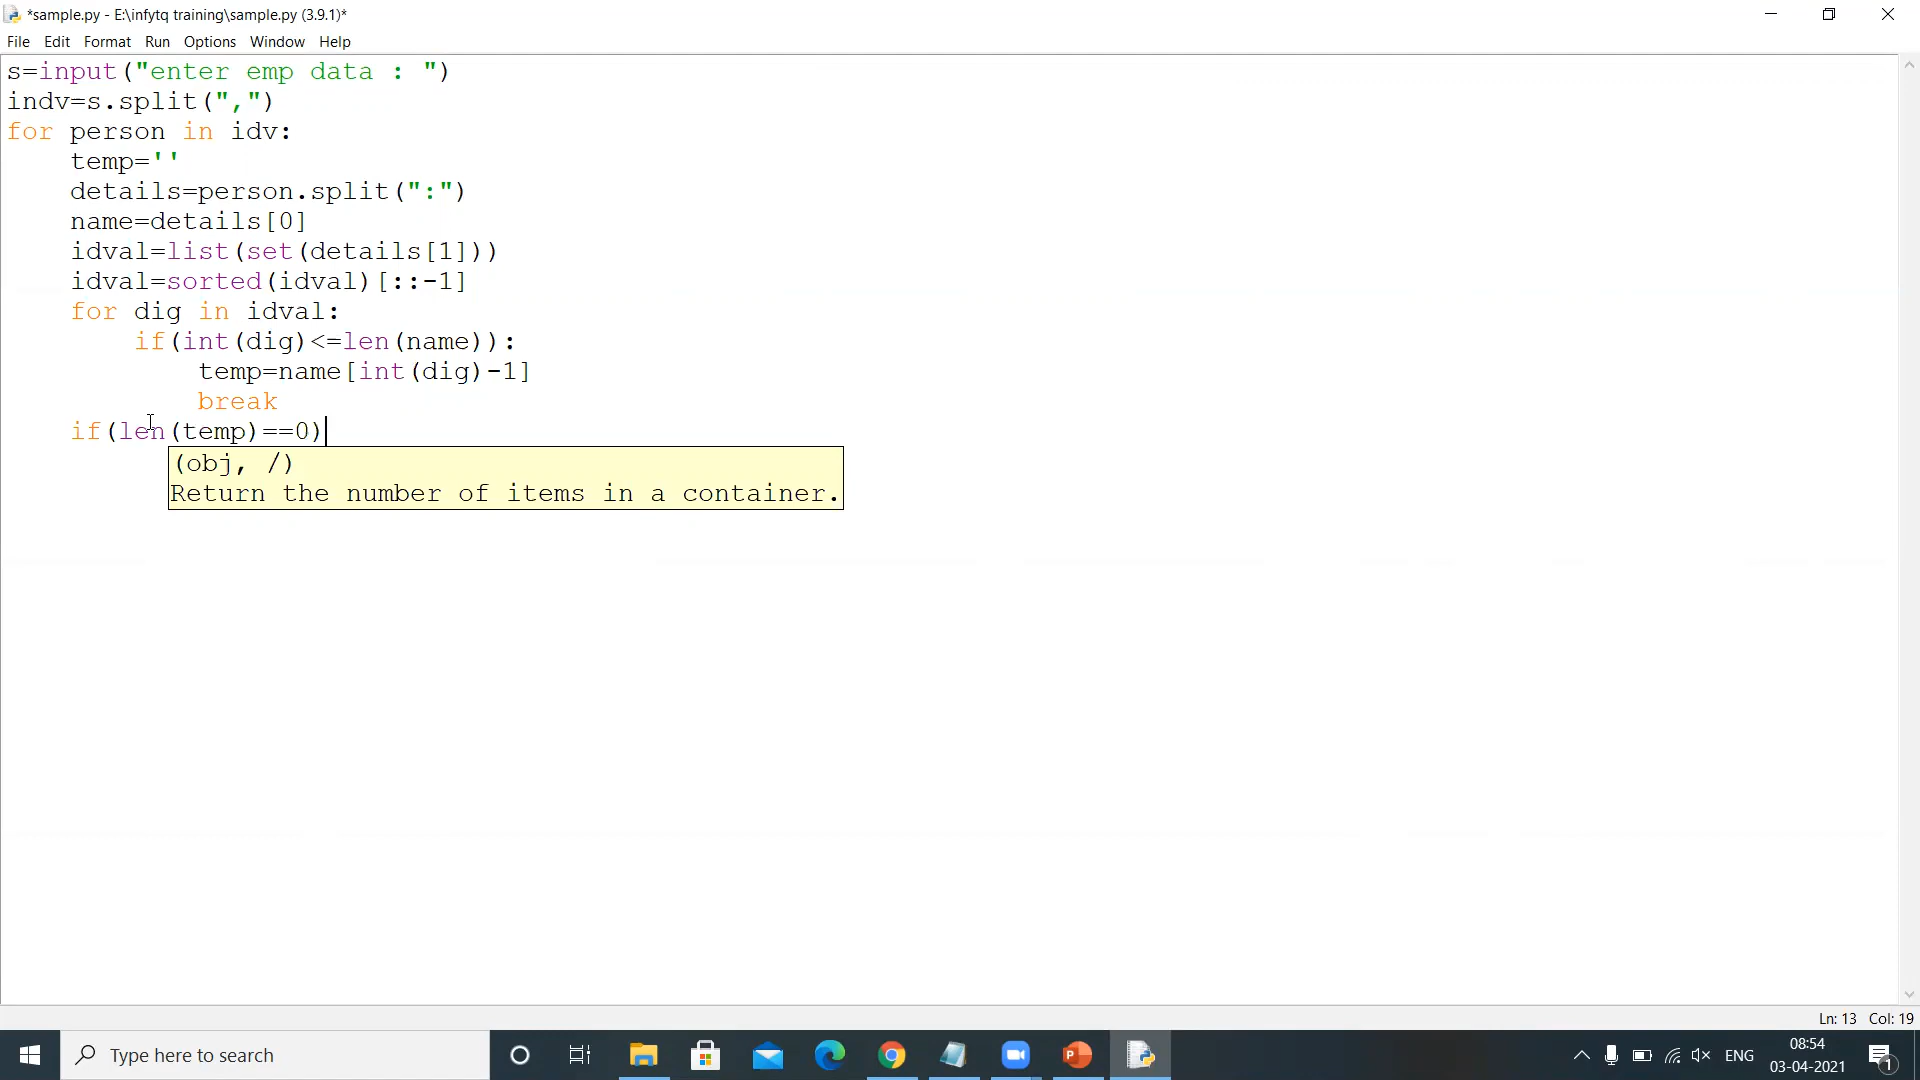 *sample.py - E:\infytq training\sample.py (3.9.1)*
File Edit Format Run Options Window Help
s=input("enter emp data : ")
indv=s.split(",")
for person in idv:
    temp=''
    details=person.split(":")
    name=details[0]
    idval=list(set(details[1]))
    idval=sorted(idval)[::-1]
    for dig in idval:
        if(int(dig)<=len(name)):
            temp=name[int(dig)-1]
            break
    if(len(temp)==0)
(obj, /)
Return the number of items in a container.
Ln: 13 Col: 19
Type here to search
ENG
08:54
03-04-2021
1